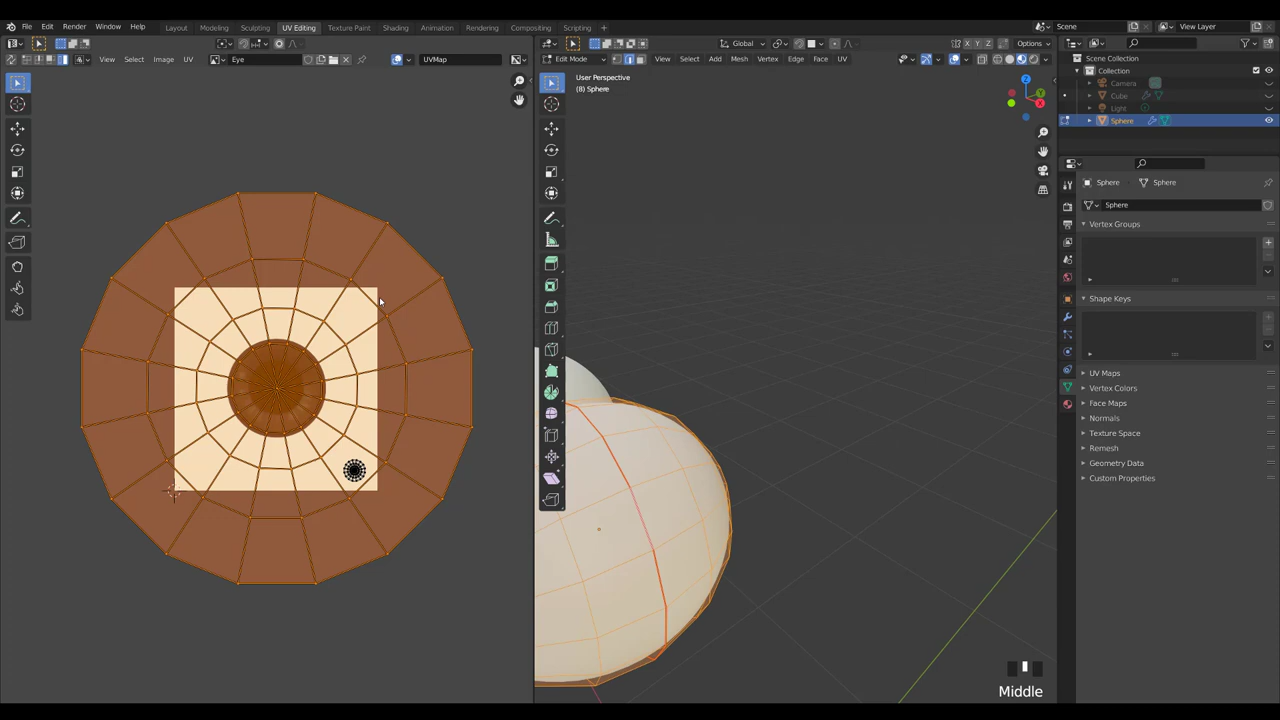 File Edit Render Window Help Layout Modeling Sculpting UV Editing Texture Paint Shading Animation Rendering Compositing Scripting + Scene View Layer
Global Options
View Select Image UV Eye UVMap Edit Mode View Select Add Mesh Vertex Edge Face UV X Y Z
User Perspective
(8) Sphere
Scene Collection
Collection
Camera
Cube
Light
Sphere
Sphere Sphere
Sphere
Vertex Groups
Shape Keys
UV Maps
Vertex Colors
Face Maps
Normals
Texture Space
Remesh
Geometry Data
Custom Properties
Middle